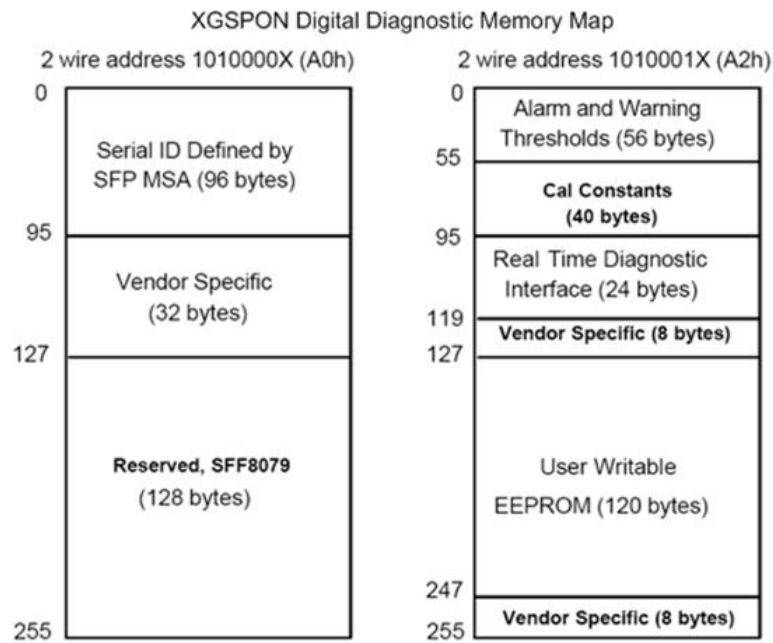 XGSPON Digital Diagnostic Memory Map
2 wire address 1010000X (A0h)
0
Serial ID Defined by
SFP MSA (96 bytes)
95
Vendor Specific
(32 bytes)
127
Reserved, SFF8079
(128 bytes)
255
2 wire address 1010001X (A2h)
0
Alarm and Warning
Thresholds (56 bytes)
55
Cal Constants
(40 bytes)
95
Real Time Diagnostic
Interface (24 bytes)
119
Vendor Specific (8 bytes)
127
User Writable
EEPROM (120 bytes)
247
Vendor Specific (8 bytes)
255